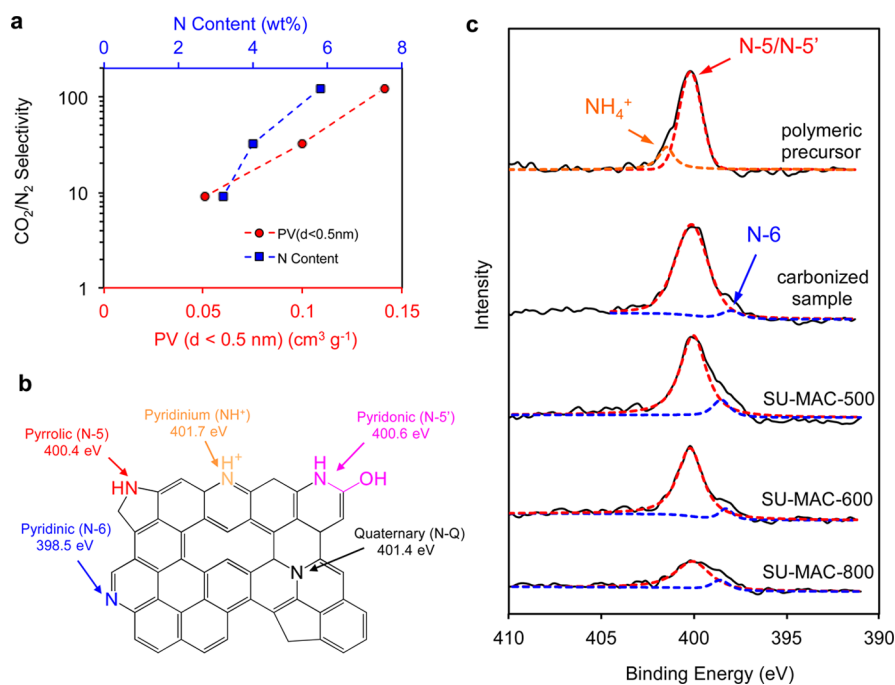 a
N Content (wt%)
0 2 4 6 8
CO₂/N₂ Selectivity
100
10
1
PV(d<0.5nm)
N Content
0 0.05 0.1 0.15
PV (d < 0.5 nm) (cm³ g⁻¹)
b
Pyrrolic (N-5)
400.4 eV
Pyridinium (NH⁺)
401.7 eV
Pyridonic (N-5')
400.6 eV
HN
H⁺
N
H
N
OH
Pyridinic (N-6)
398.5 eV
Quaternary (N-Q)
401.4 eV
N
N
c
Intensity
N-5/N-5'
NH₄⁺
polymeric
precursor
N-6
carbonized
sample
SU-MAC-500
SU-MAC-600
SU-MAC-800
410 405 400 395 390
Binding Energy (eV)